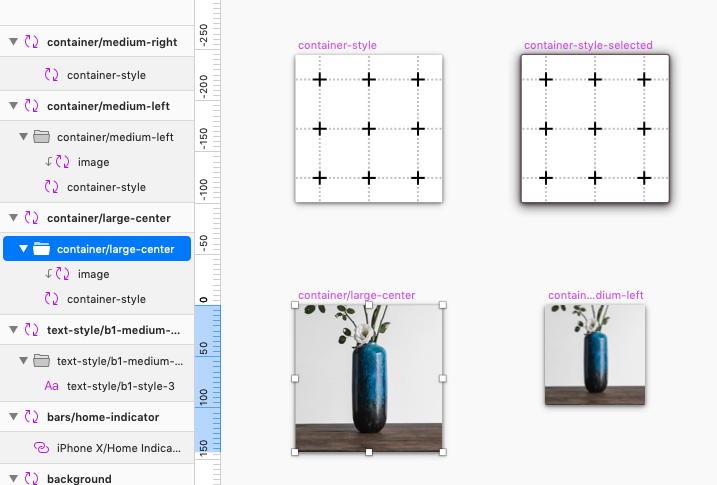 container/medium-right
container-style
container/medium-left
container/medium-left
image
container-style
container/large-center
container/large-center
image
container-style
text-style/b1-medium-...
text-style/b1-medium-...
Aa text-style/b1-style-3
bars/home-indicator
iPhone X/Home Indica...
background
-250
-200
-150
-100
-50
0
50
100
150
container-style
container-style-selected
container/large-center
contain...dium-left